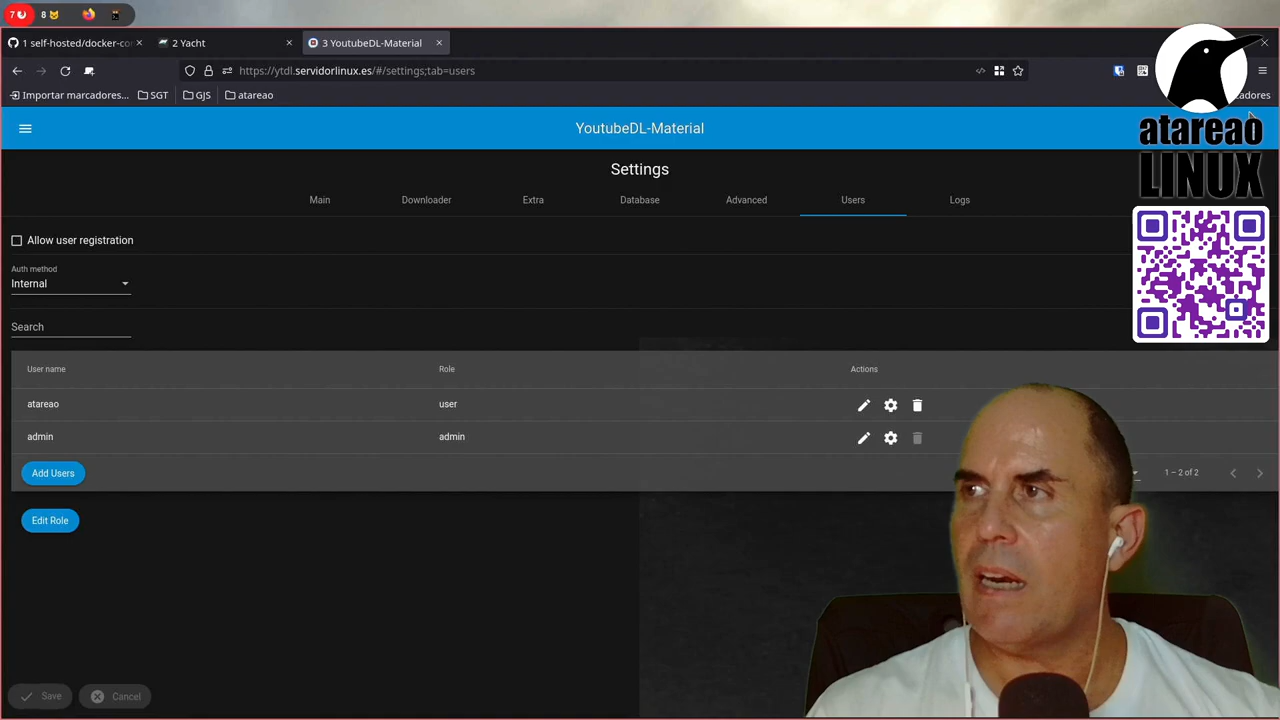 7
8
1 self-hosted/docker-co
2 Yacht
3 YoutubeDL-Material
https://ytdl.servidorlinux.es/#/settings;tab=users
Importar marcadores...
SGT
GJS
atareao
cadores
atareao
LINUX
YoutubeDL-Material
Settings
Main
Downloader
Extra
Database
Advanced
Users
Logs
Allow user registration
Auth method
Internal
Search
User name
Role
Actions
atareao
user
admin
admin
Add Users
1 – 2 of 2
Edit Role
Save
Cancel